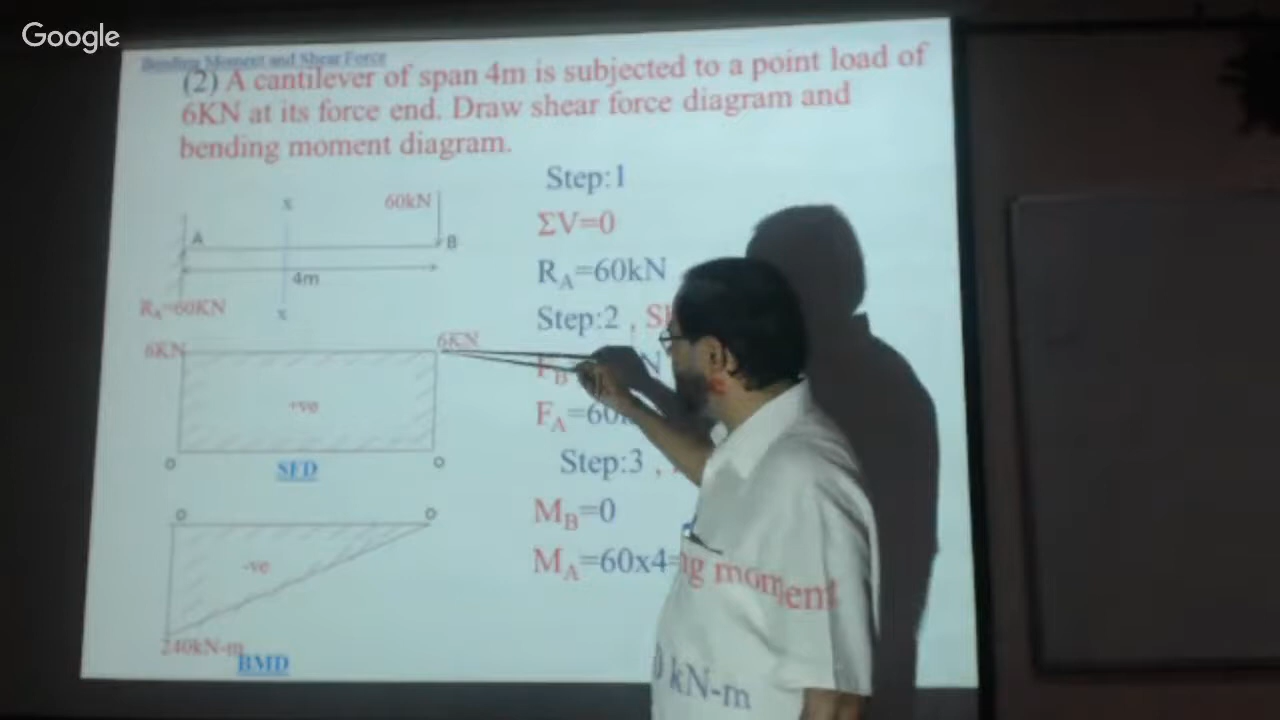 Google
Bending Moment and Shear Force
(2) A cantilever of span 4m is subjected to a point load of
6KN at its force end. Draw shear force diagram and
bending moment diagram.
Step:1
x
60kN
ΣV=0
A
B
RA=60kN
4m
RA=60KN
x
Step:2 ,
6KN
6KN
FB
N
+ve
FA=60
o
o
SFD
Step:3 ,
o
o
MB=0
-ve
MA=60x4=
ng moment
240kN-m
BMD
0 kN-m